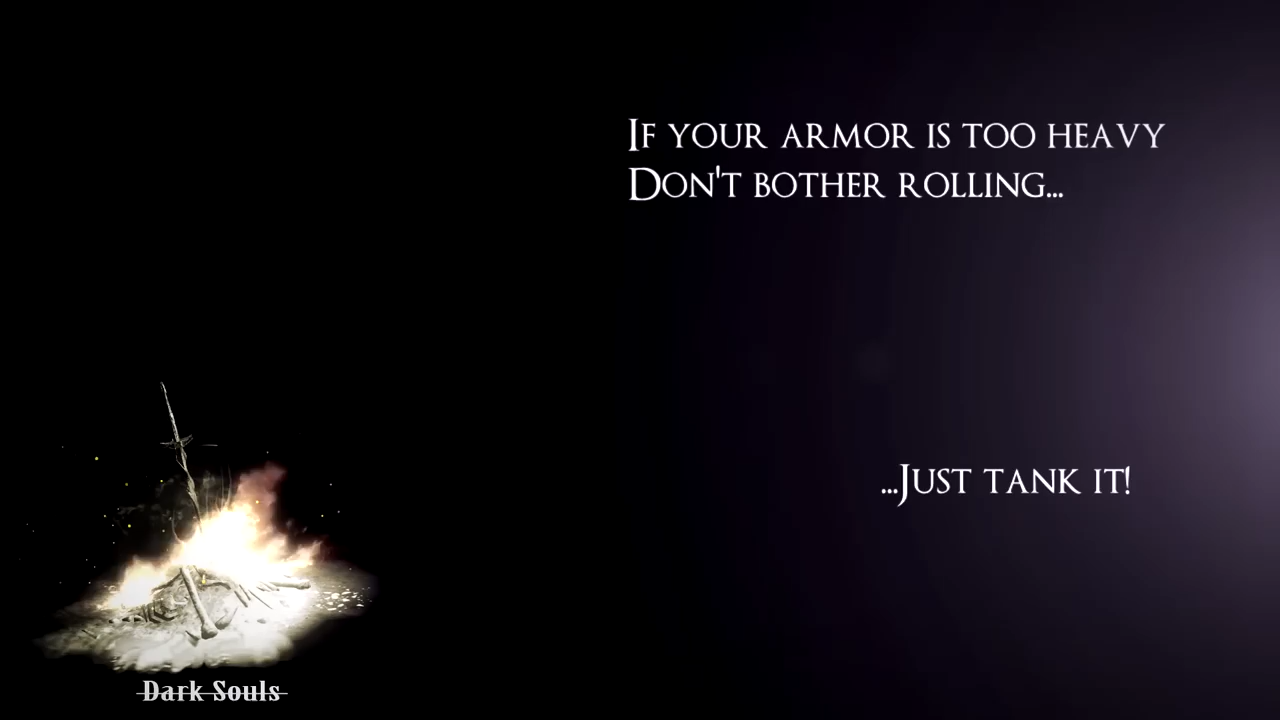 If your armor is too heavy
Don't bother rolling...
...Just tank it!
Dark Souls